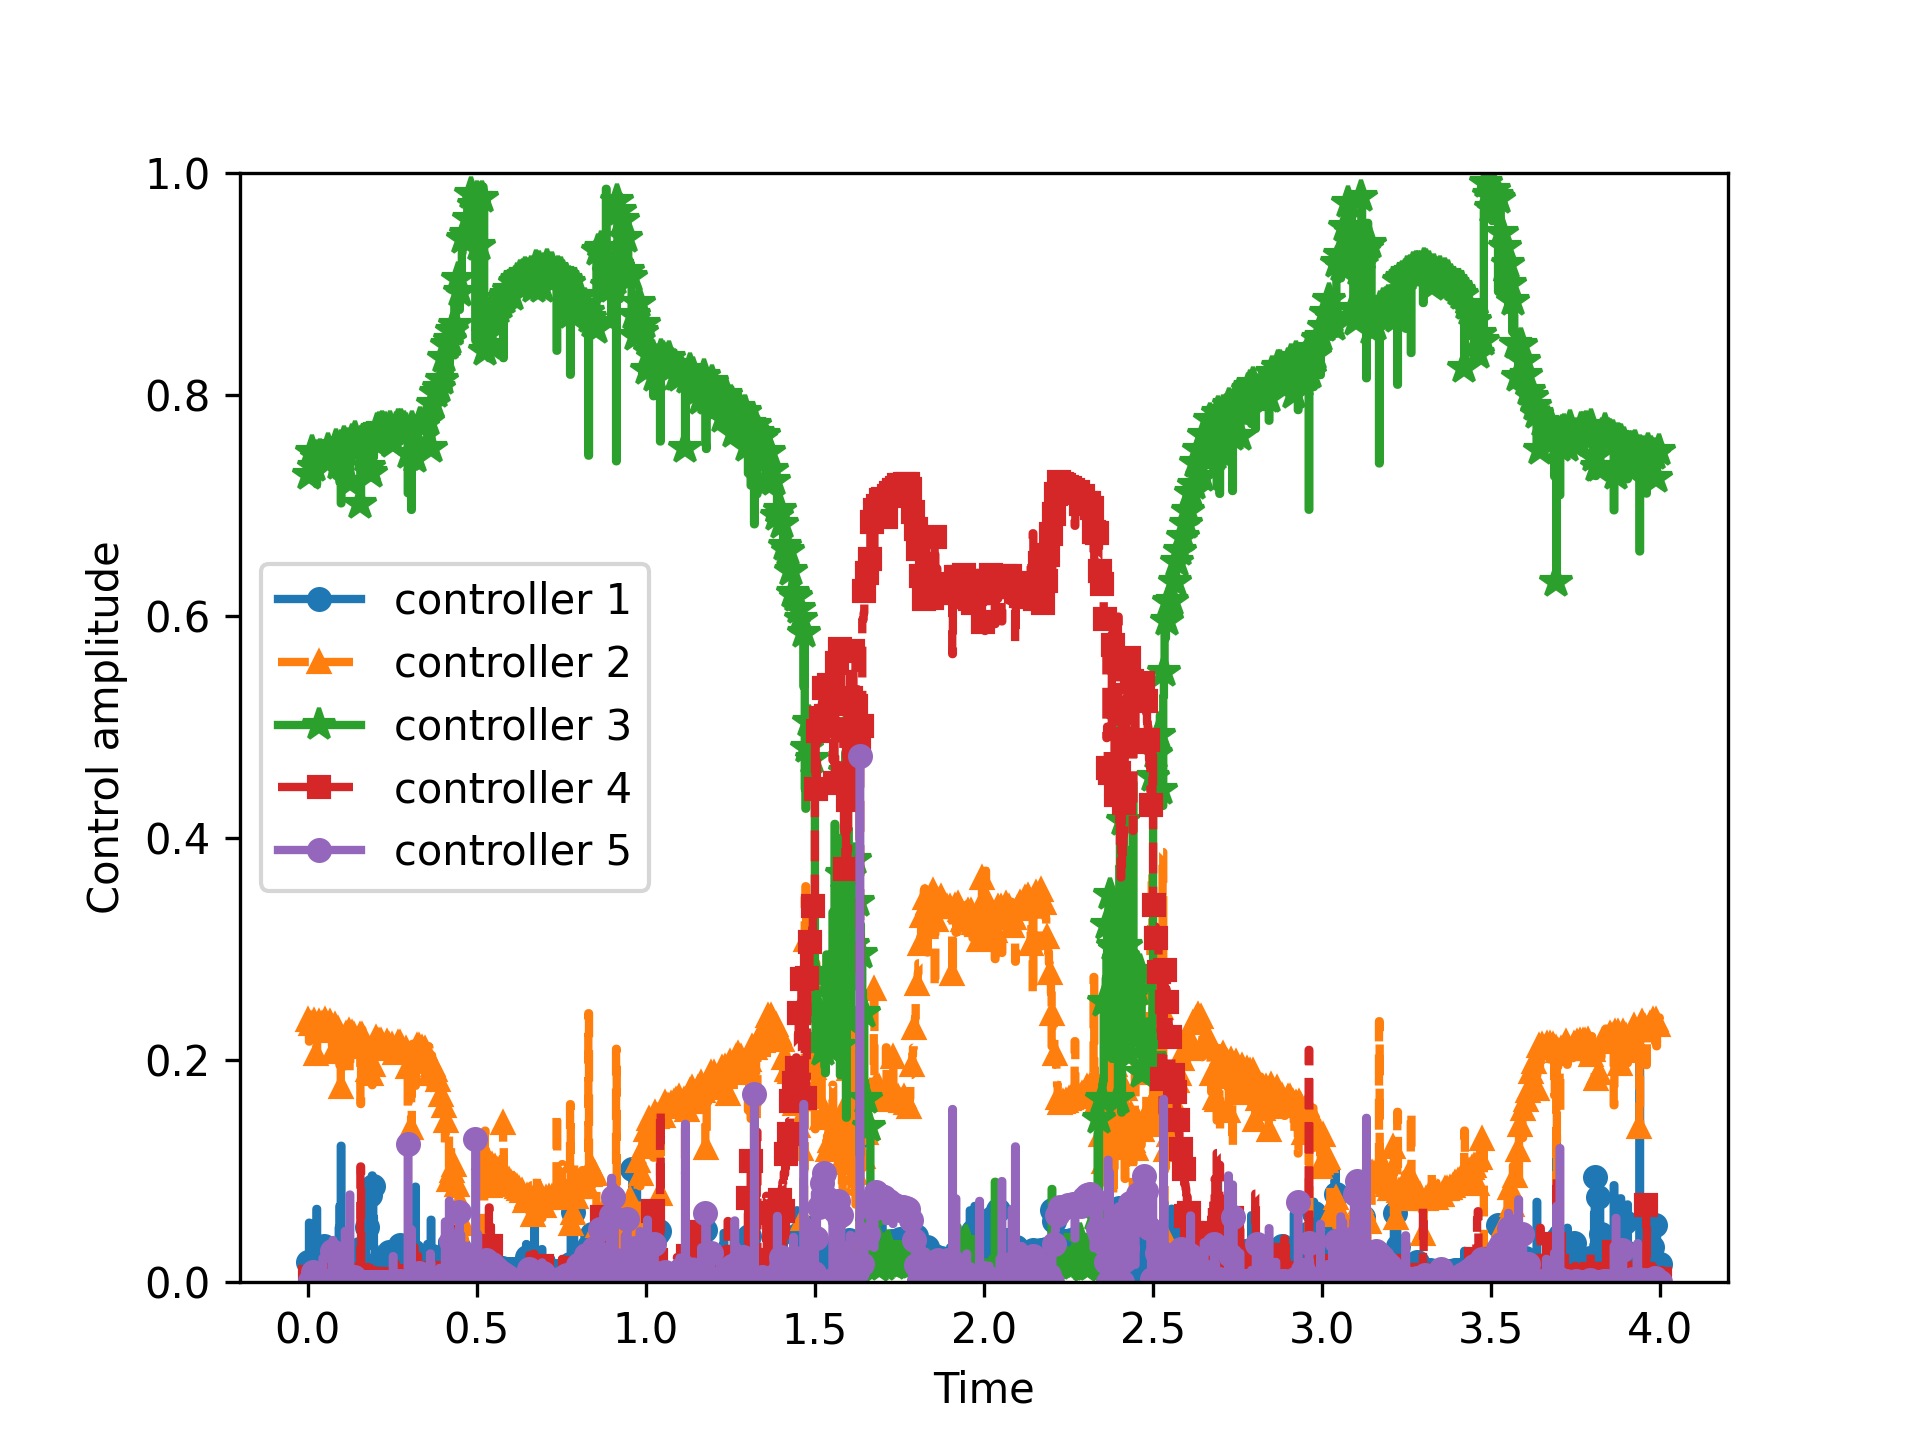 1.0
0.8
0.6
0.4
0.2
0.0
Control amplitude
controller 1
controller 2
controller 3
controller 4
controller 5
0.0 0.5 1.0 1.5 2.0 2.5 3.0 3.5 4.0
Time